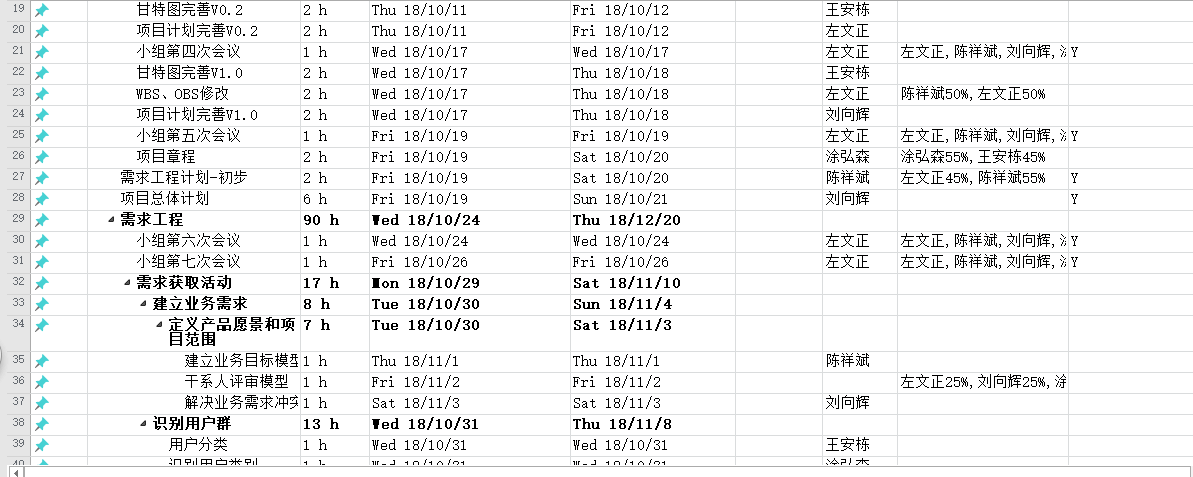 19 甘特图完善V0.2 2 h Thu 18/10/11 Fri 18/10/12 王安栋
20 项目计划完善V0.2 2 h Thu 18/10/11 Fri 18/10/12 左文正
21 小组第四次会议 1 h Wed 18/10/17 Wed 18/10/17 左文正 左文正,陈祥斌,刘向辉, Y
22 甘特图完善V1.0 2 h Wed 18/10/17 Thu 18/10/18 王安栋
23 WBS、OBS修改 2 h Wed 18/10/17 Thu 18/10/18 左文正 陈祥斌50%,左文正50%
24 项目计划完善V1.0 2 h Wed 18/10/17 Thu 18/10/18 刘向辉
25 小组第五次会议 1 h Fri 18/10/19 Fri 18/10/19 左文正 左文正,陈祥斌,刘向辉, Y
26 项目章程 2 h Fri 18/10/19 Sat 18/10/20 涂弘森 涂弘森55%,王安栋45%
27 需求工程计划-初步 2 h Fri 18/10/19 Sat 18/10/20 陈祥斌 左文正45%,陈祥斌55% Y
28 项目总体计划 6 h Fri 18/10/19 Sun 18/10/21 刘向辉 Y
29 需求工程 90 h Wed 18/10/24 Thu 18/12/20
30 小组第六次会议 1 h Wed 18/10/24 Wed 18/10/24 左文正 左文正,陈祥斌,刘向辉, Y
31 小组第七次会议 1 h Fri 18/10/26 Fri 18/10/26 左文正 左文正,陈祥斌,刘向辉, Y
32 需求获取活动 17 h Mon 18/10/29 Sat 18/11/10
33 建立业务需求 8 h Tue 18/10/30 Sun 18/11/4
34 定义产品愿景和项 7 h Tue 18/10/30 Sat 18/11/3
目范围
35 建立业务目标模型 1 h Thu 18/11/1 Thu 18/11/1 陈祥斌
36 干系人评审模型 1 h Fri 18/11/2 Fri 18/11/2 左文正25%,刘向辉25%,涂
37 解决业务需求冲突 1 h Sat 18/11/3 Sat 18/11/3 刘向辉
38 识别用户群 13 h Wed 18/10/31 Thu 18/11/8
39 用户分类 1 h Wed 18/10/31 Wed 18/10/31 王安栋
40 识别用户类别 1 h Wed 18/10/31 Wed 18/10/31 涂弘森